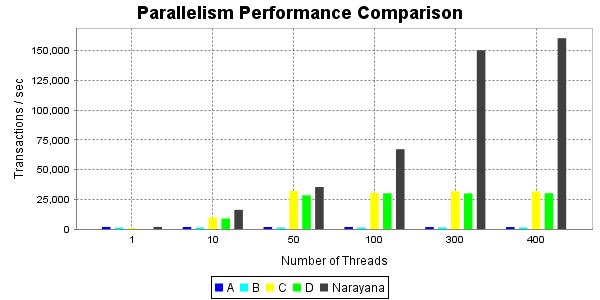 Parallelism Performance Comparison
Transactions / sec
150,000
125,000
100,000
75,000
50,000
25,000
0
1 10 50 100 300 400
Number of Threads
A B C D Narayana